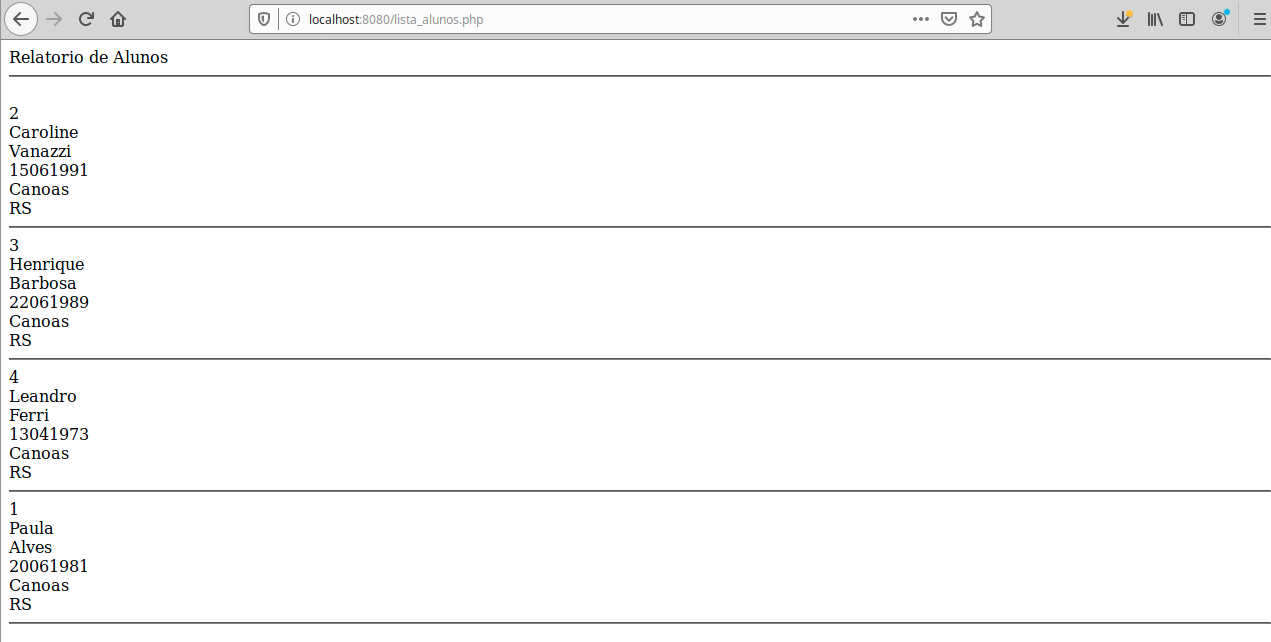 localhost:8080/lista_alunos.php
Relatorio de Alunos
2
Caroline
Vanazzi
15061991
Canoas
RS
3
Henrique
Barbosa
22061989
Canoas
RS
4
Leandro
Ferri
13041973
Canoas
RS
1
Paula
Alves
20061981
Canoas
RS